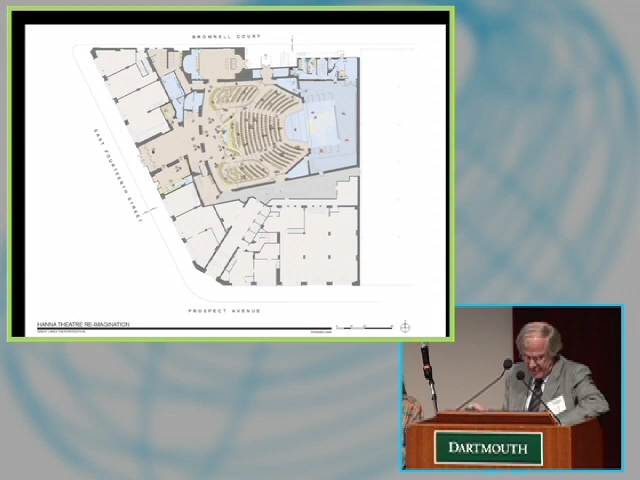 BROWNELL COURT
EAST FOURTEENTH STREET
PROSPECT AVENUE
HANNA THEATRE RE-IMAGINATION
DARTMOUTH